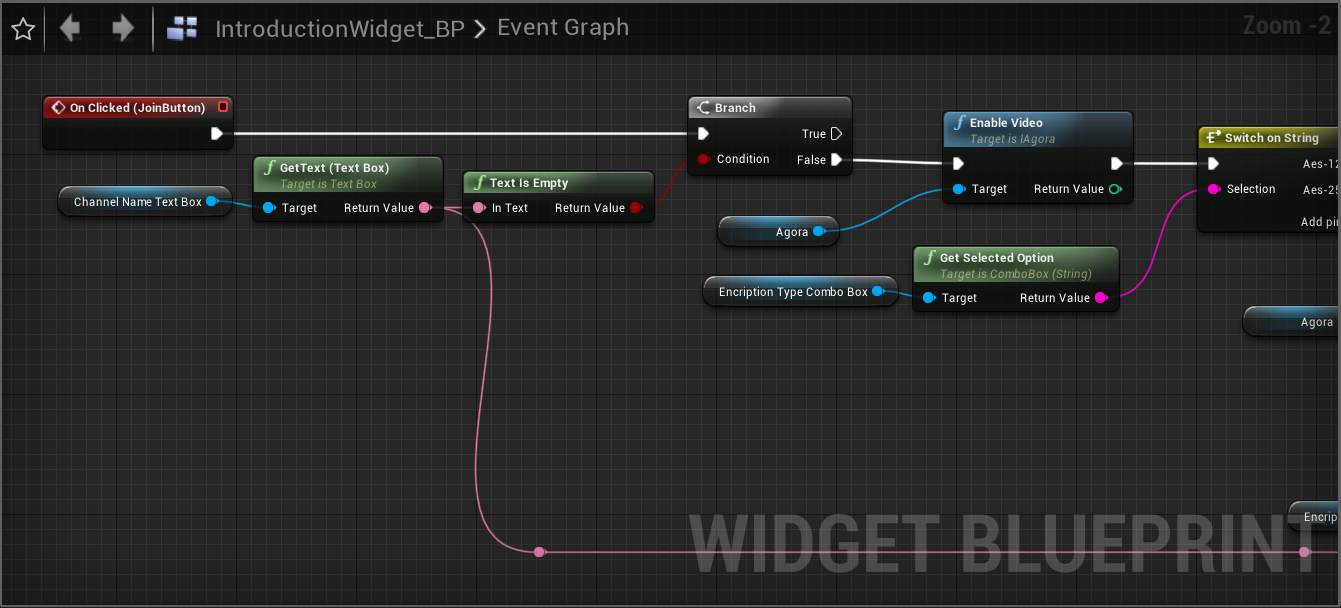 IntroductionWidget_BP > Event Graph
Zoom -2
On Clicked (JoinButton)
GetText (Text Box)
Target is Text Box
Target
Return Value
Channel Name Text Box
Text Is Empty
In Text
Return Value
Branch
True
Condition
False
Enable Video
Target is IAgora
Target
Return Value
Agora
Get Selected Option
Target is ComboBox (String)
Target
Return Value
Encription Type Combo Box
Switch on String
Aes-12
Selection
Aes-25
Add pi
Agora
Encrip
WIDGET BLUEPRINT